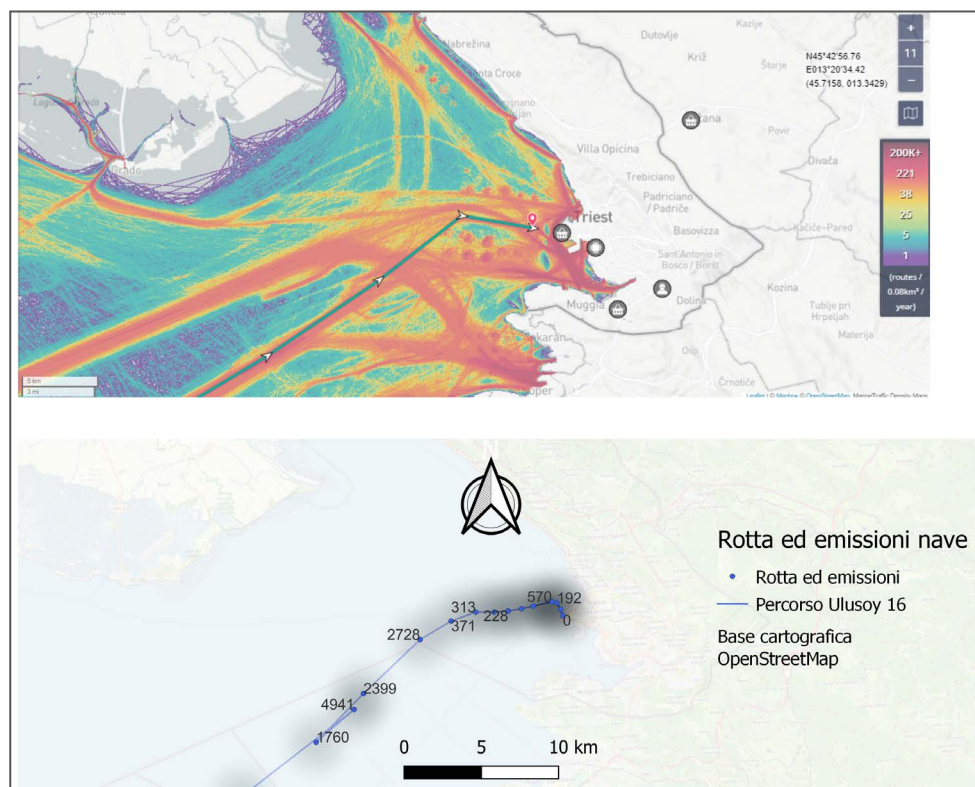 Nabrežina
Dutovlje
Kazlje
Križ
Štorje
Santa Croce
N45°42'56.76
E013°20'34.42
(45.7158, 013.3429)
+
11
−
Grado
Villa Opicina
Povir
Divača
Trebiciano
Padriciano
/ Padriče
Triest
Basovizza
Kačiče-Pared
Sant'Antonio in
Bosco / Boršt
Muggia
Dolina
Kozina
Tublje pri
Hrpeljah
Materija
Osp
Črnotiče
200K+
221
38
25
5
1
(routes /
0.08km² /
year)
5 km
3 mi
Leaflet | © Mapbox © OpenStreetMap, MarineTraffic Density Maps
Rotta ed emissioni nave
Rotta ed emissioni
Percorso Ulusoy 16
Base cartografica
OpenStreetMap
313
570
192
228
0
371
2728
2399
4941
1760
0 5 10 km